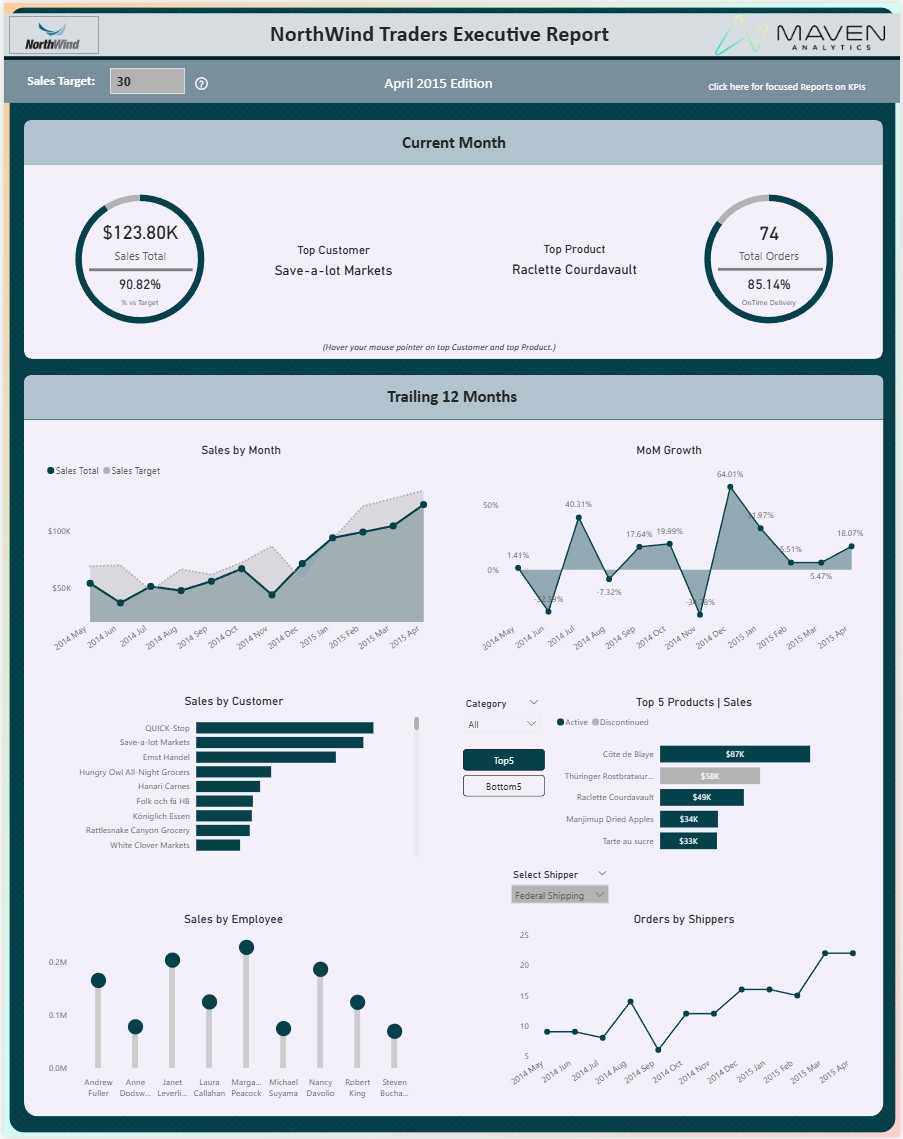 NorthWind
NorthWind Traders Executive Report
MAVEN
ANALYTICS
Sales Target:
30
?
April 2015 Edition
Click here for focused Reports on KPIs
Current Month
$123.80K
Sales Total
90.82%
% vs Target
Top Customer
Save-a-lot Markets
Top Product
Raclette Courdavault
74
Total Orders
85.14%
OnTime Delivery
(Hover your mouse pointer on top Customer and top Product.)
Trailing 12 Months
Sales by Month
Sales Total Sales Target
$100K
$50K
2014 May 2014 Jun 2014 Jul 2014 Aug 2014 Sep 2014 Oct 2014 Nov 2014 Dec 2015 Jan 2015 Feb 2015 Mar 2015 Apr
MoM Growth
50%
0%
1.41%
40.31%
-7.32%
17.64%
19.99%
64.01%
5.47%
18.07%
2014 May 2014 Jun 2014 Jul 2014 Aug 2014 Sep 2014 Oct 2014 Nov 2014 Dec 2015 Jan 2015 Feb 2015 Mar 2015 Apr
Sales by Customer
QUICK-Stop
Save-a-lot Markets
Ernst Handel
Hungry Owl All-Night Grocers
Hanari Carnes
Folk och fä HB
Königlich Essen
Rattlesnake Canyon Grocery
White Clover Markets
Category
All
Top5
Bottom5
Top 5 Products | Sales
Active Discontinued
Côte de Blaye $87K
Thüringer Rostbratwur... $58K
Raclette Courdavault $49K
Manjimup Dried Apples $34K
Tarte au sucre $33K
Select Shipper
Federal Shipping
Sales by Employee
0.2M
0.1M
0.0M
Andrew Anne Janet Laura Marga... Michael Nancy Robert Steven
Fuller Dodsw... Leverli... Callahan Peacock Suyama Davolio King Bucha...
Orders by Shippers
25
20
15
10
5
2014 May 2014 Jun 2014 Jul 2014 Aug 2014 Sep 2014 Oct 2014 Nov 2014 Dec 2015 Jan 2015 Feb 2015 Mar 2015 Apr